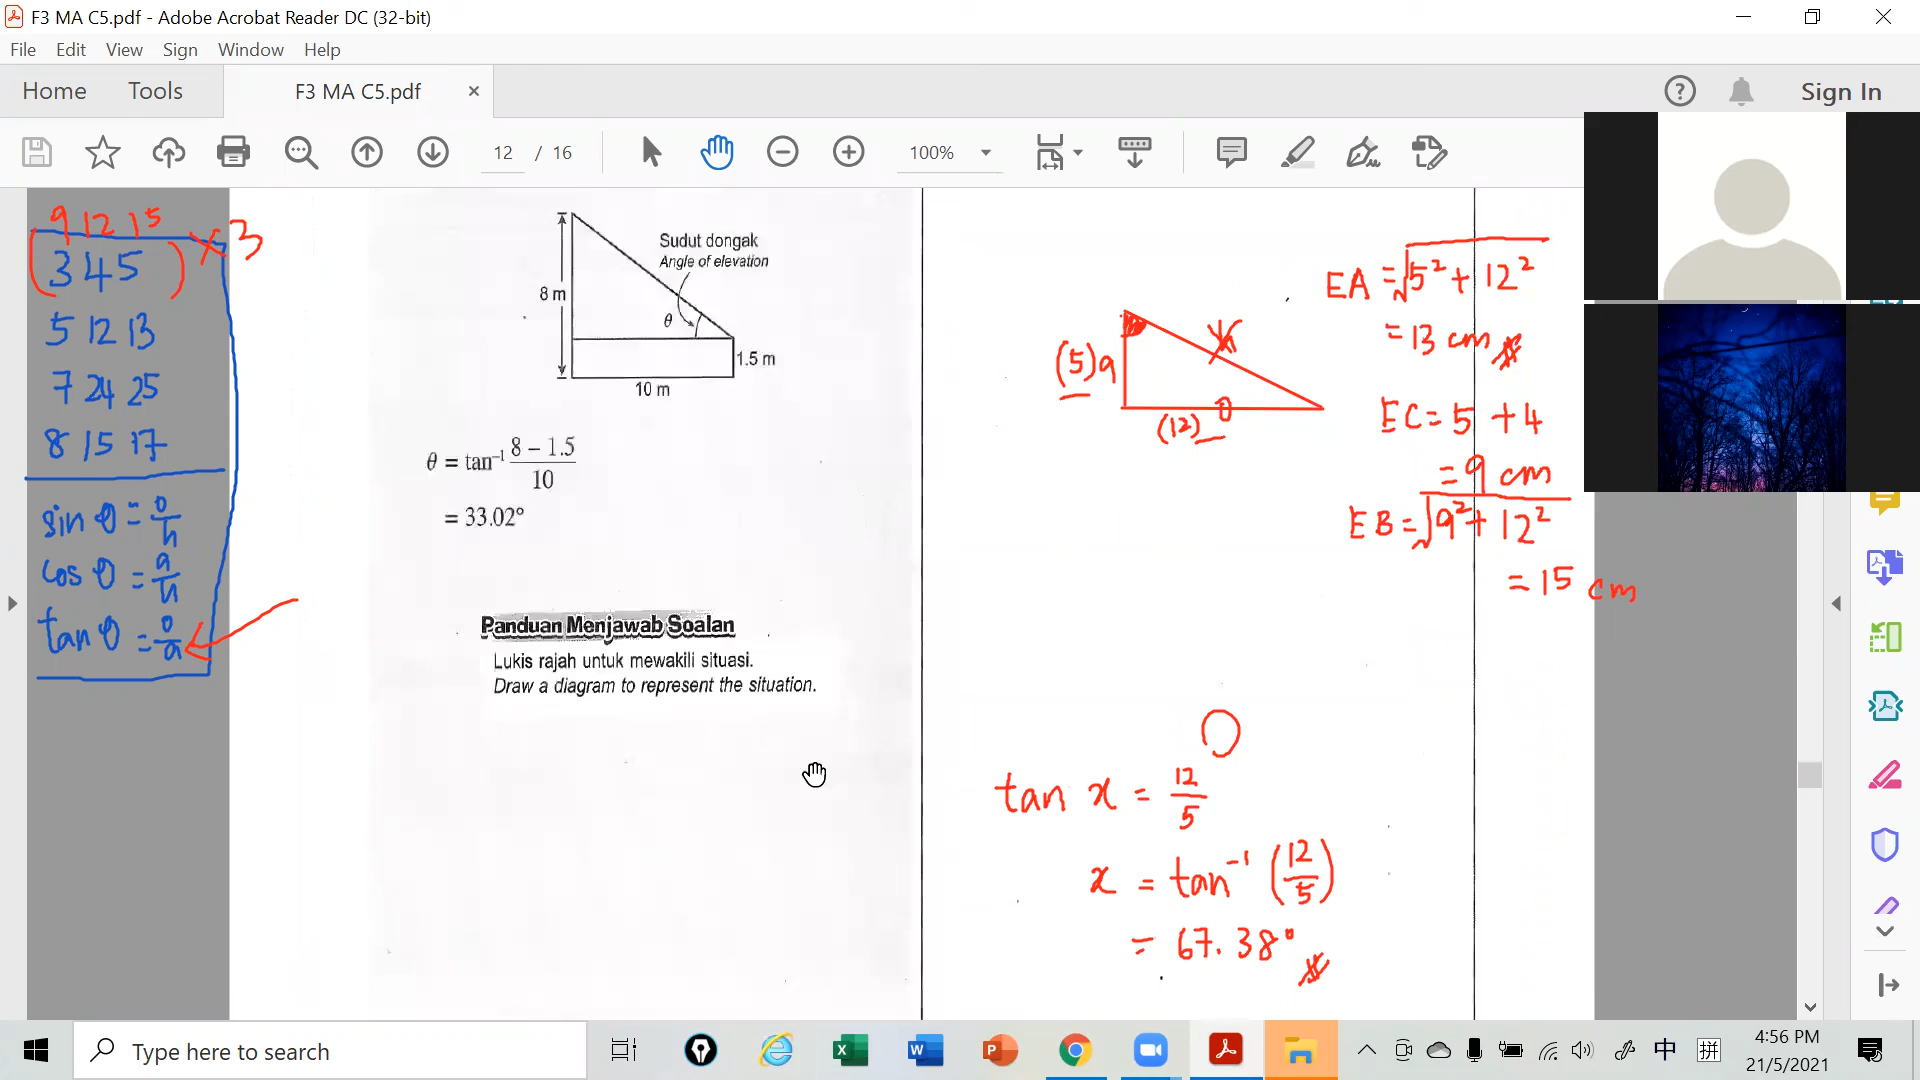 F3 MA C5.pdf - Adobe Acrobat Reader DC (32-bit)
File Edit View Sign Window Help
Home Tools F3 MA C5.pdf × Sign In
12 / 16 100%
9 12 15
(3 4 5) × 3
5 12 13
7 24 25
8 15 17
sin θ = o/h
cos θ = a/h
tan θ = o/a
Sudut dongak
Angle of elevation
8 m
θ
1.5 m
10 m
θ = tan⁻¹ (8 – 1.5)/10
= 33.02°
Panduan Menjawab Soalan
Lukis rajah untuk mewakili situasi.
Draw a diagram to represent the situation.
(5) a
(12) o
EA = √5² + 12²
= 13 cm
EC = 5 + 4
= 9 cm
EB = √9² + 12²
= 15 cm
tan x = 12/5
x = tan⁻¹ (12/5)
= 67.38°
Type here to search
中 拼
4:56 PM
21/5/2021